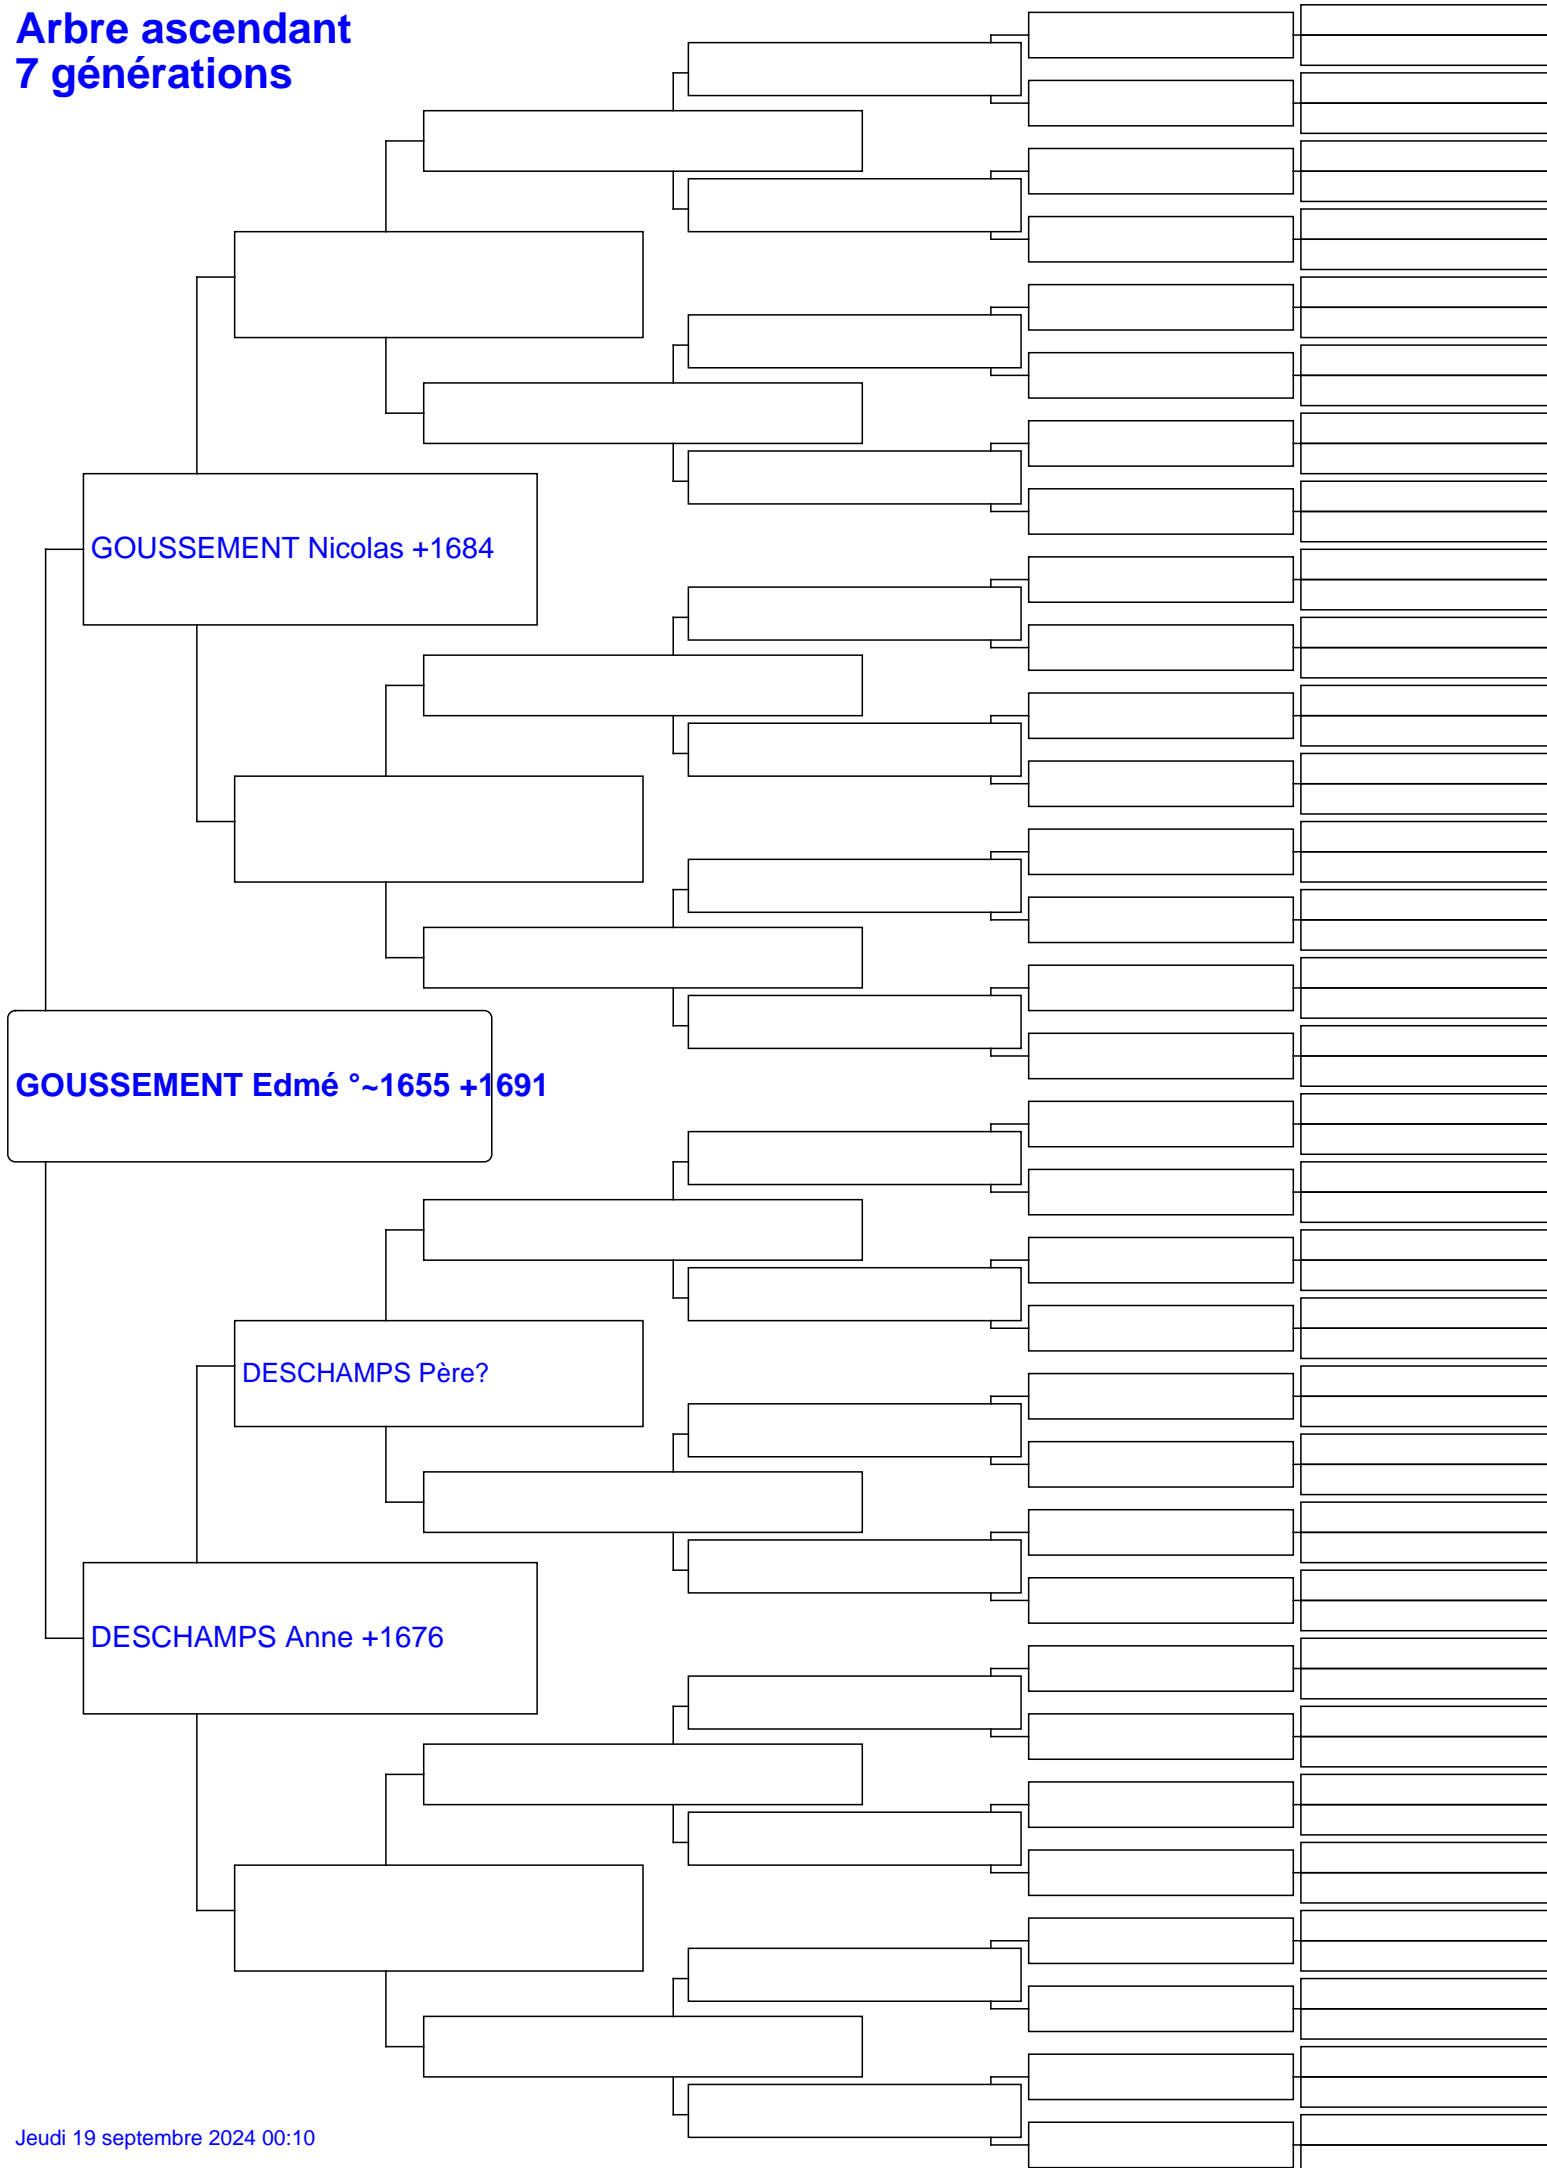 Arbre ascendant
7 générations
GOUSSEMENT Nicolas +1684
GOUSSEMENT Edmé °~1655 +1691
DESCHAMPS Père?
DESCHAMPS Anne +1676
Jeudi 19 septembre 2024 00:10